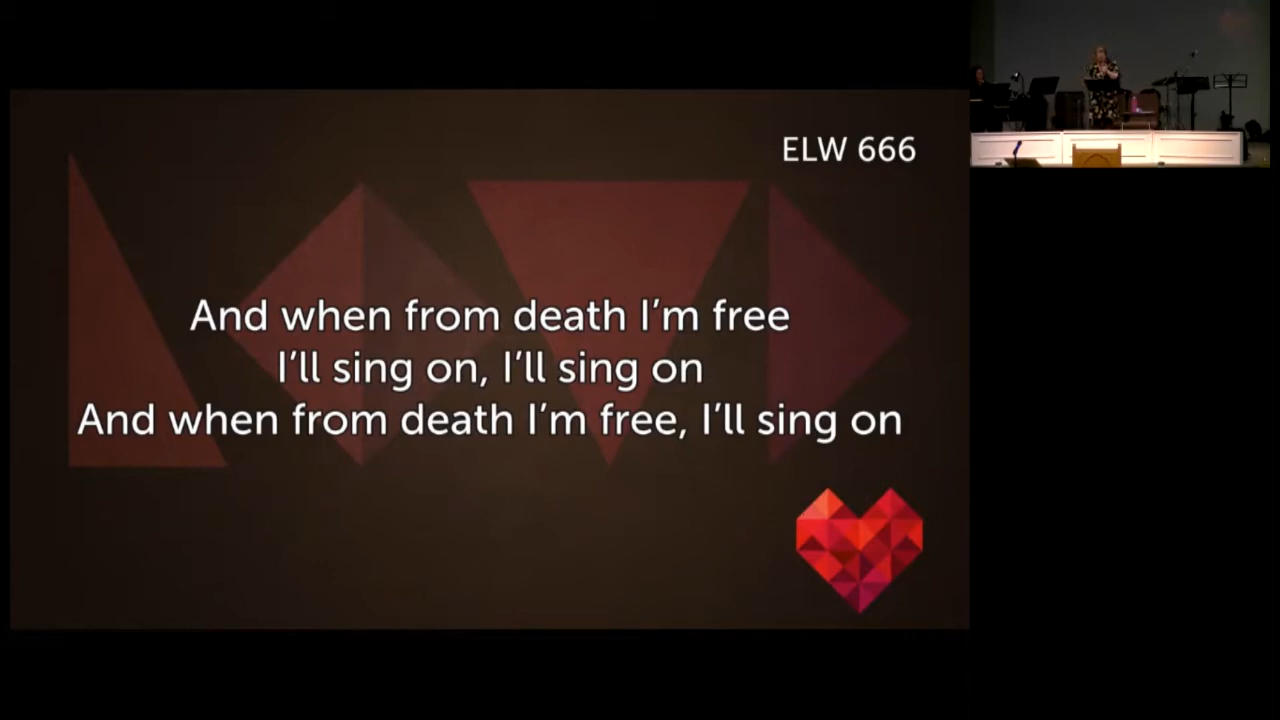 ELW 666
And when from death I'm free
I'll sing on, I'll sing on
And when from death I'm free, I'll sing on